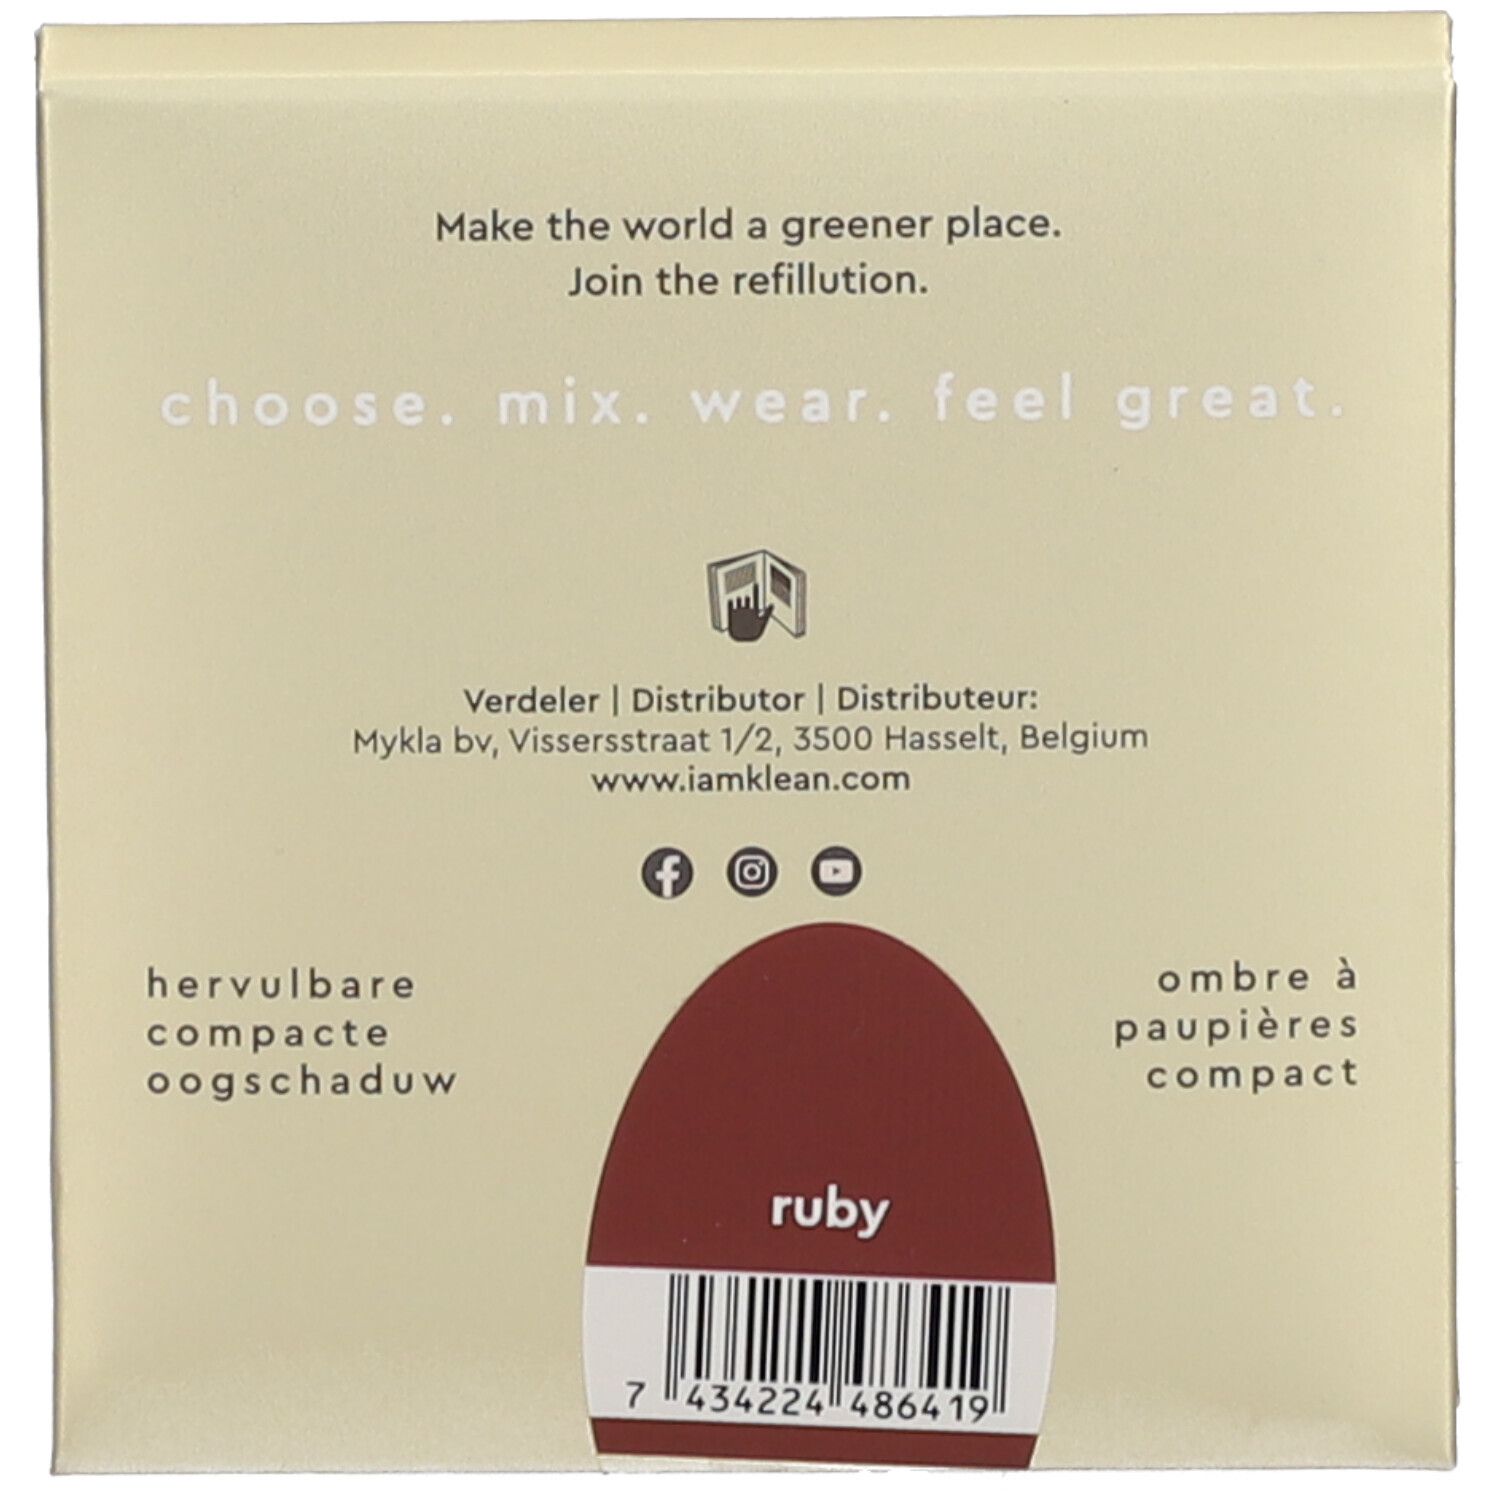 Make the world a greener place.
Join the refillution.
choose. mix. wear. feel great.
Verdeler | Distributor | Distributeur:
Mykla bv, Vissersstraat 1/2, 3500 Hasselt, Belgium
www.iamklean.com
hervulbare
compacte
oogschaduw
ombre à
paupières
compact
ruby
7 434224 486419